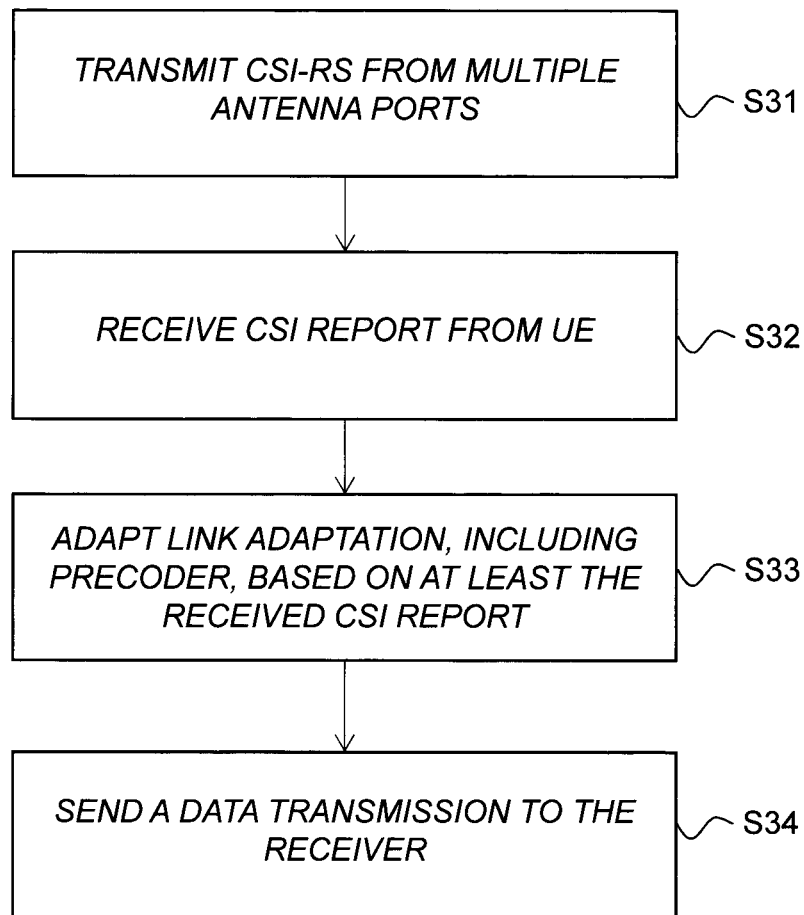 TRANSMIT CSI-RS FROM MULTIPLE
ANTENNA PORTS
S31
RECEIVE CSI REPORT FROM UE
S32
ADAPT LINK ADAPTATION, INCLUDING
PRECODER, BASED ON AT LEAST THE
RECEIVED CSI REPORT
S33
SEND A DATA TRANSMISSION TO THE
RECEIVER
S34